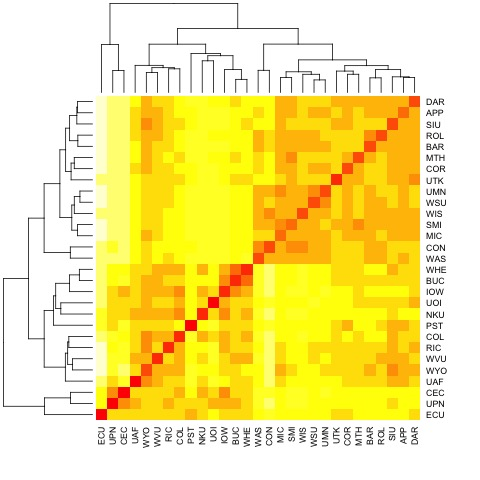 DAR
APP
SIU
ROL
BAR
MTH
COR
UTK
UMN
WSU
WIS
SMI
MIC
CON
WAS
WHE
BUC
IOW
UOI
NKU
PST
COL
RIC
WVU
WYO
UAF
CEC
UPN
ECU
ECU UPN CEC UAF WYO WVU RIC COL PST NKU UOI IOW BUC WHE WAS CON MIC SMI WIS WSU UMN UTK COR MTH BAR ROL SIU APP DAR